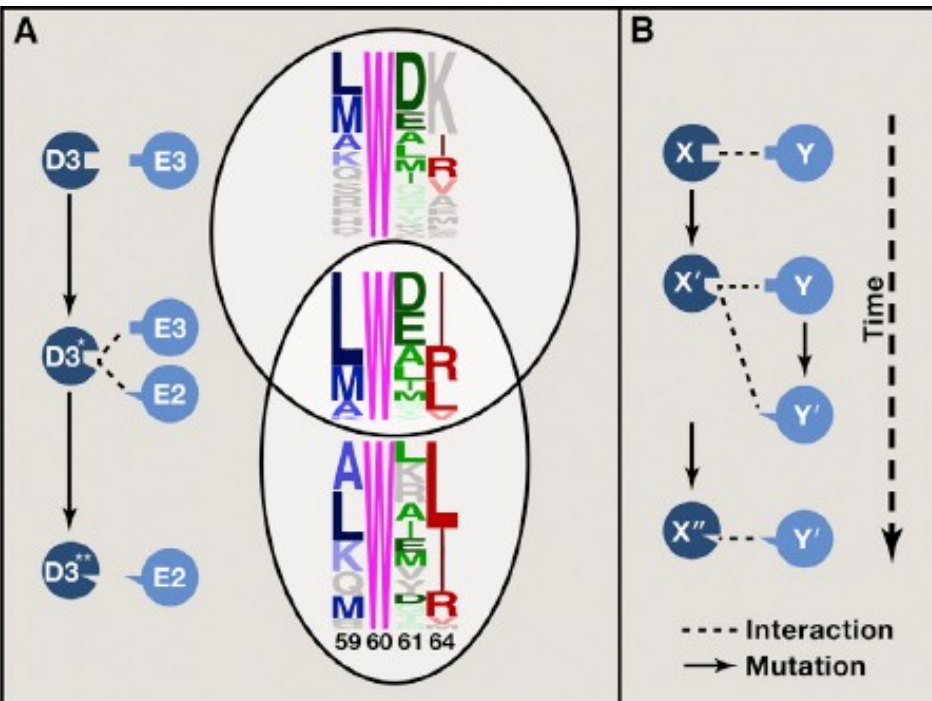 A
D3
E3
D3*
E3
E2
D3**
E2
L W D K
M E I
A A R
K L V
Q M A
I
L W D I
M E R
A A L
L
I
M
A W L L
L K I
K R R
Q A
M I
E
M
V
Y
D
59 60 61 64
B
X
Y
X′
Y
Y′
X″
Y′
Time
Interaction
Mutation